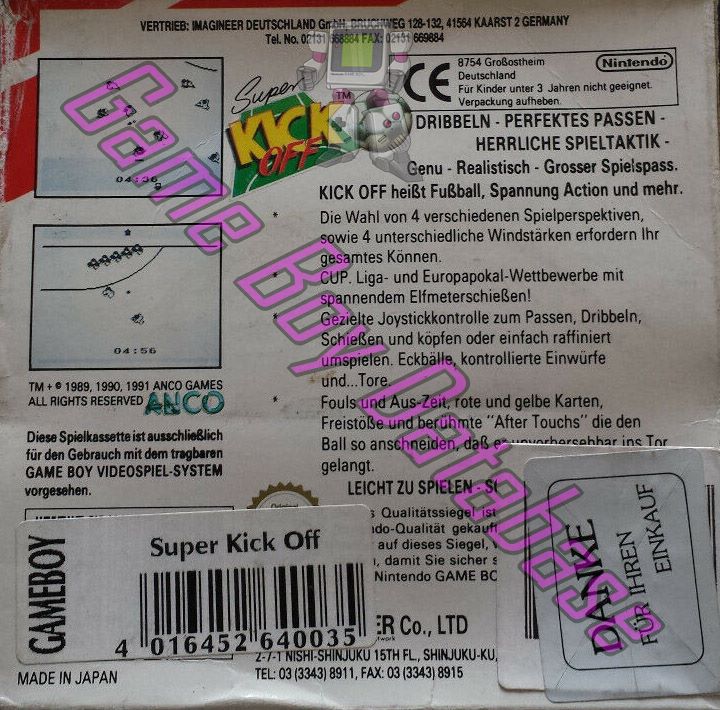 VERTRIEB: IMAGINEER DEUTSCHLAND GmbH. BRUCHWEG 128-132, 41564 KAARST 2 GERMANY
Tel. No. 02131 668884 FAX: 02131 669884
8754 Großostheim
Deutschland
Für Kinder unter 3 Jahren nicht geeignet.
Verpackung aufheben.
CE
Nintendo
Super
KICK
OFF
TM
04:36
DRIBBELN - PERFEKTES PASSEN -
HERRLICHE SPIELTAKTIK -
Genu - Realistisch - Grosser Spielspass.
KICK OFF heißt Fußball, Spannung Action und mehr.
* Die Wahl von 4 verschiedenen Spielperspektiven,
sowie 4 unterschiedliche Windstärken erfordern Ihr
gesamtes Können.
* CUP. Liga- und Europapokal-Wettbewerbe mit
spannendem Elfmeterschießen!
* Gezielte Joystickkontrolle zum Passen, Dribbeln,
Schießen und köpfen oder einfach raffiniert
umspielen. Eckbälle, kontrollierte Einwürfe
und...Tore.
* Fouls und Aus-Zeit, rote und gelbe Karten,
Freistöße und berühmte "After Touchs" die den
Ball so anschneiden, daß er unvorhersehbar ins Tor
gelangt.
04:56
TM + © 1989, 1990, 1991 ANCO GAMES
ALL RIGHTS RESERVED ANCO
Diese Spielkassette ist ausschließlich
für den Gebrauch mit dem tragbaren
GAME BOY VIDEOSPIEL-SYSTEM
vorgesehen.
LEICHT ZU SPIELEN -
Qualitätssiegel ist
do-Qualität gekauft
auf dieses Siegel,
damit Sie sicher
Nintendo GAME BO
GAMEBOY
Super Kick Off
4 016452 640035
DANKE
FÜR IHREN
EINKAUF
ER Co., LTD
2-7-1 NISHI-SHINJUKU 15TH FL., SHINJUKU-KU,
TEL: 03 (3343) 8911, FAX: 03 (3343) 8915
MADE IN JAPAN
Game Boy Database